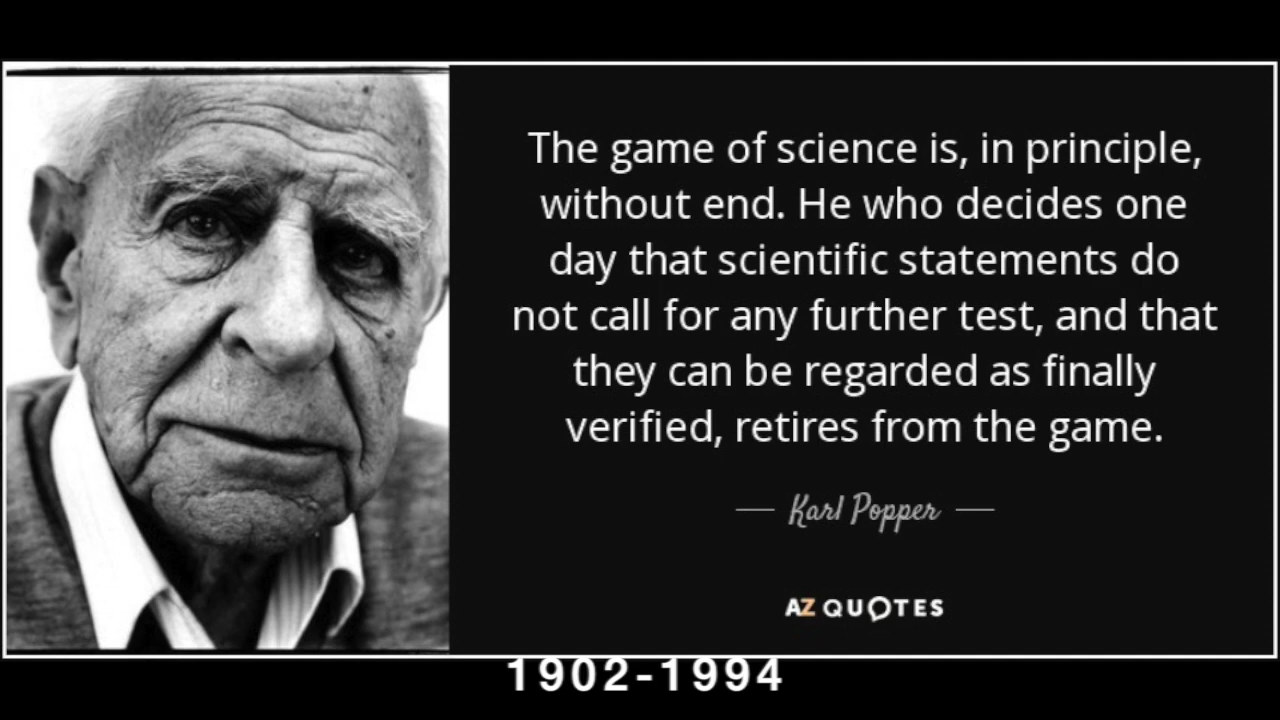 The game of science is, in principle,
without end. He who decides one
day that scientific statements do
not call for any further test, and that
they can be regarded as finally
verified, retires from the game.
— Karl Popper —
AZ QUOTES
1902-1994